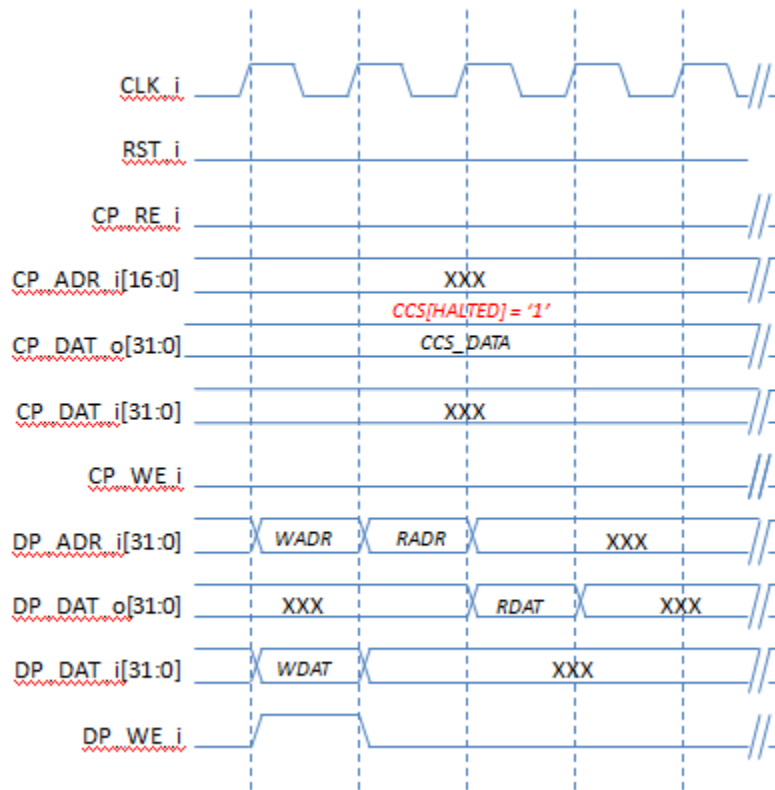 CLK_i
RST_i
CP_RE_i
CP_ADR_i[16:0] XXX
CCS[HALTED] = ‘1’
CP_DAT_o[31:0] CCS_DATA
CP_DAT_i[31:0] XXX
CP_WE_i
DP_ADR_i[31:0] WADR RADR XXX
DP_DAT_o[31:0] XXX RDAT XXX
DP_DAT_i[31:0] WDAT XXX
DP_WE_i